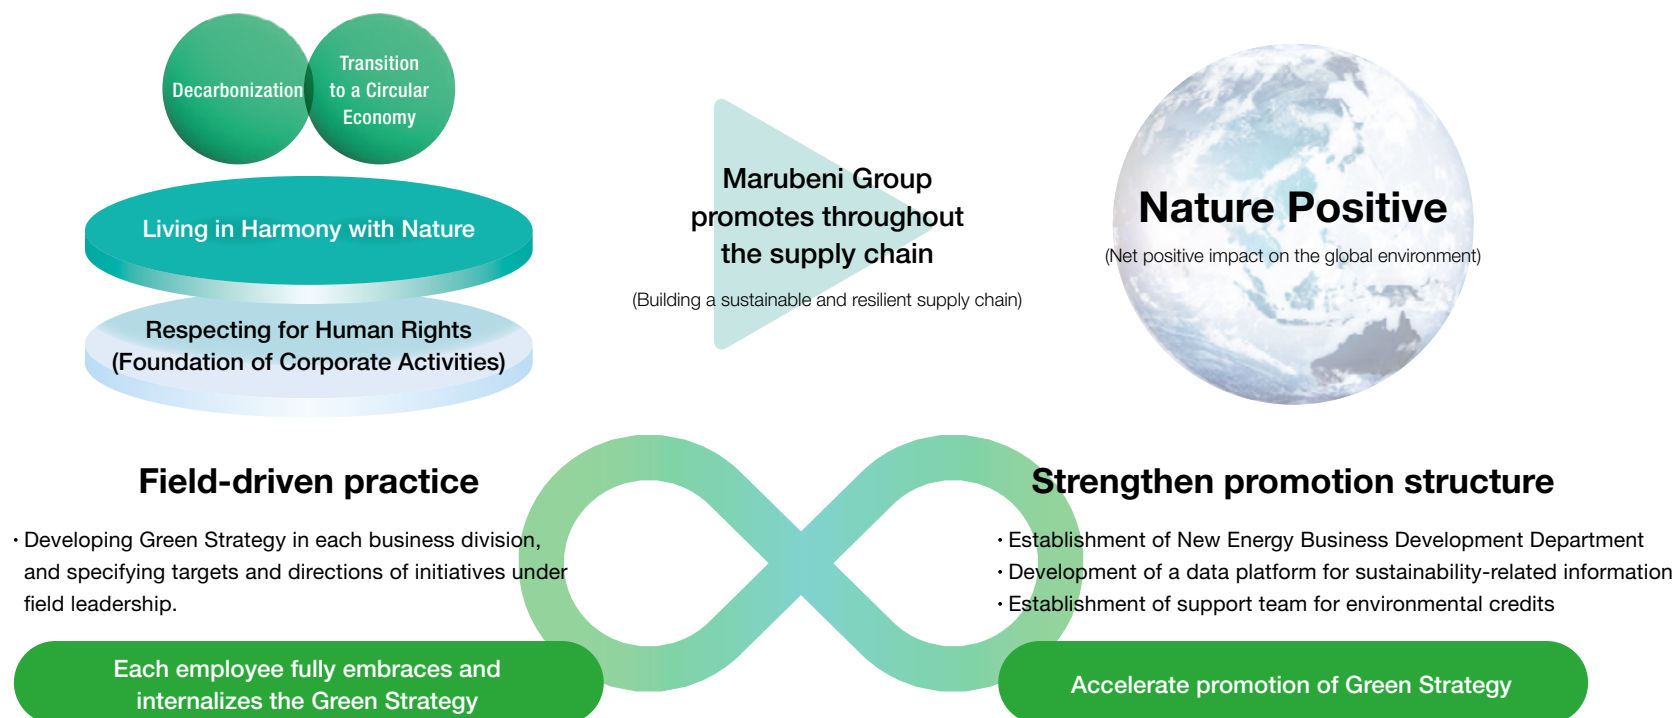 Decarbonization
Transition
to a Circular
Economy
Living in Harmony with Nature
Respecting for Human Rights
(Foundation of Corporate Activities)
Marubeni Group
promotes throughout
the supply chain
(Building a sustainable and resilient supply chain)
Nature Positive
(Net positive impact on the global environment)
Field-driven practice
・Developing Green Strategy in each business division,
and specifying targets and directions of initiatives under
field leadership.
Each employee fully embraces and
internalizes the Green Strategy
Strengthen promotion structure
・Establishment of New Energy Business Development Department
・Development of a data platform for sustainability-related information
・Establishment of support team for environmental credits
Accelerate promotion of Green Strategy